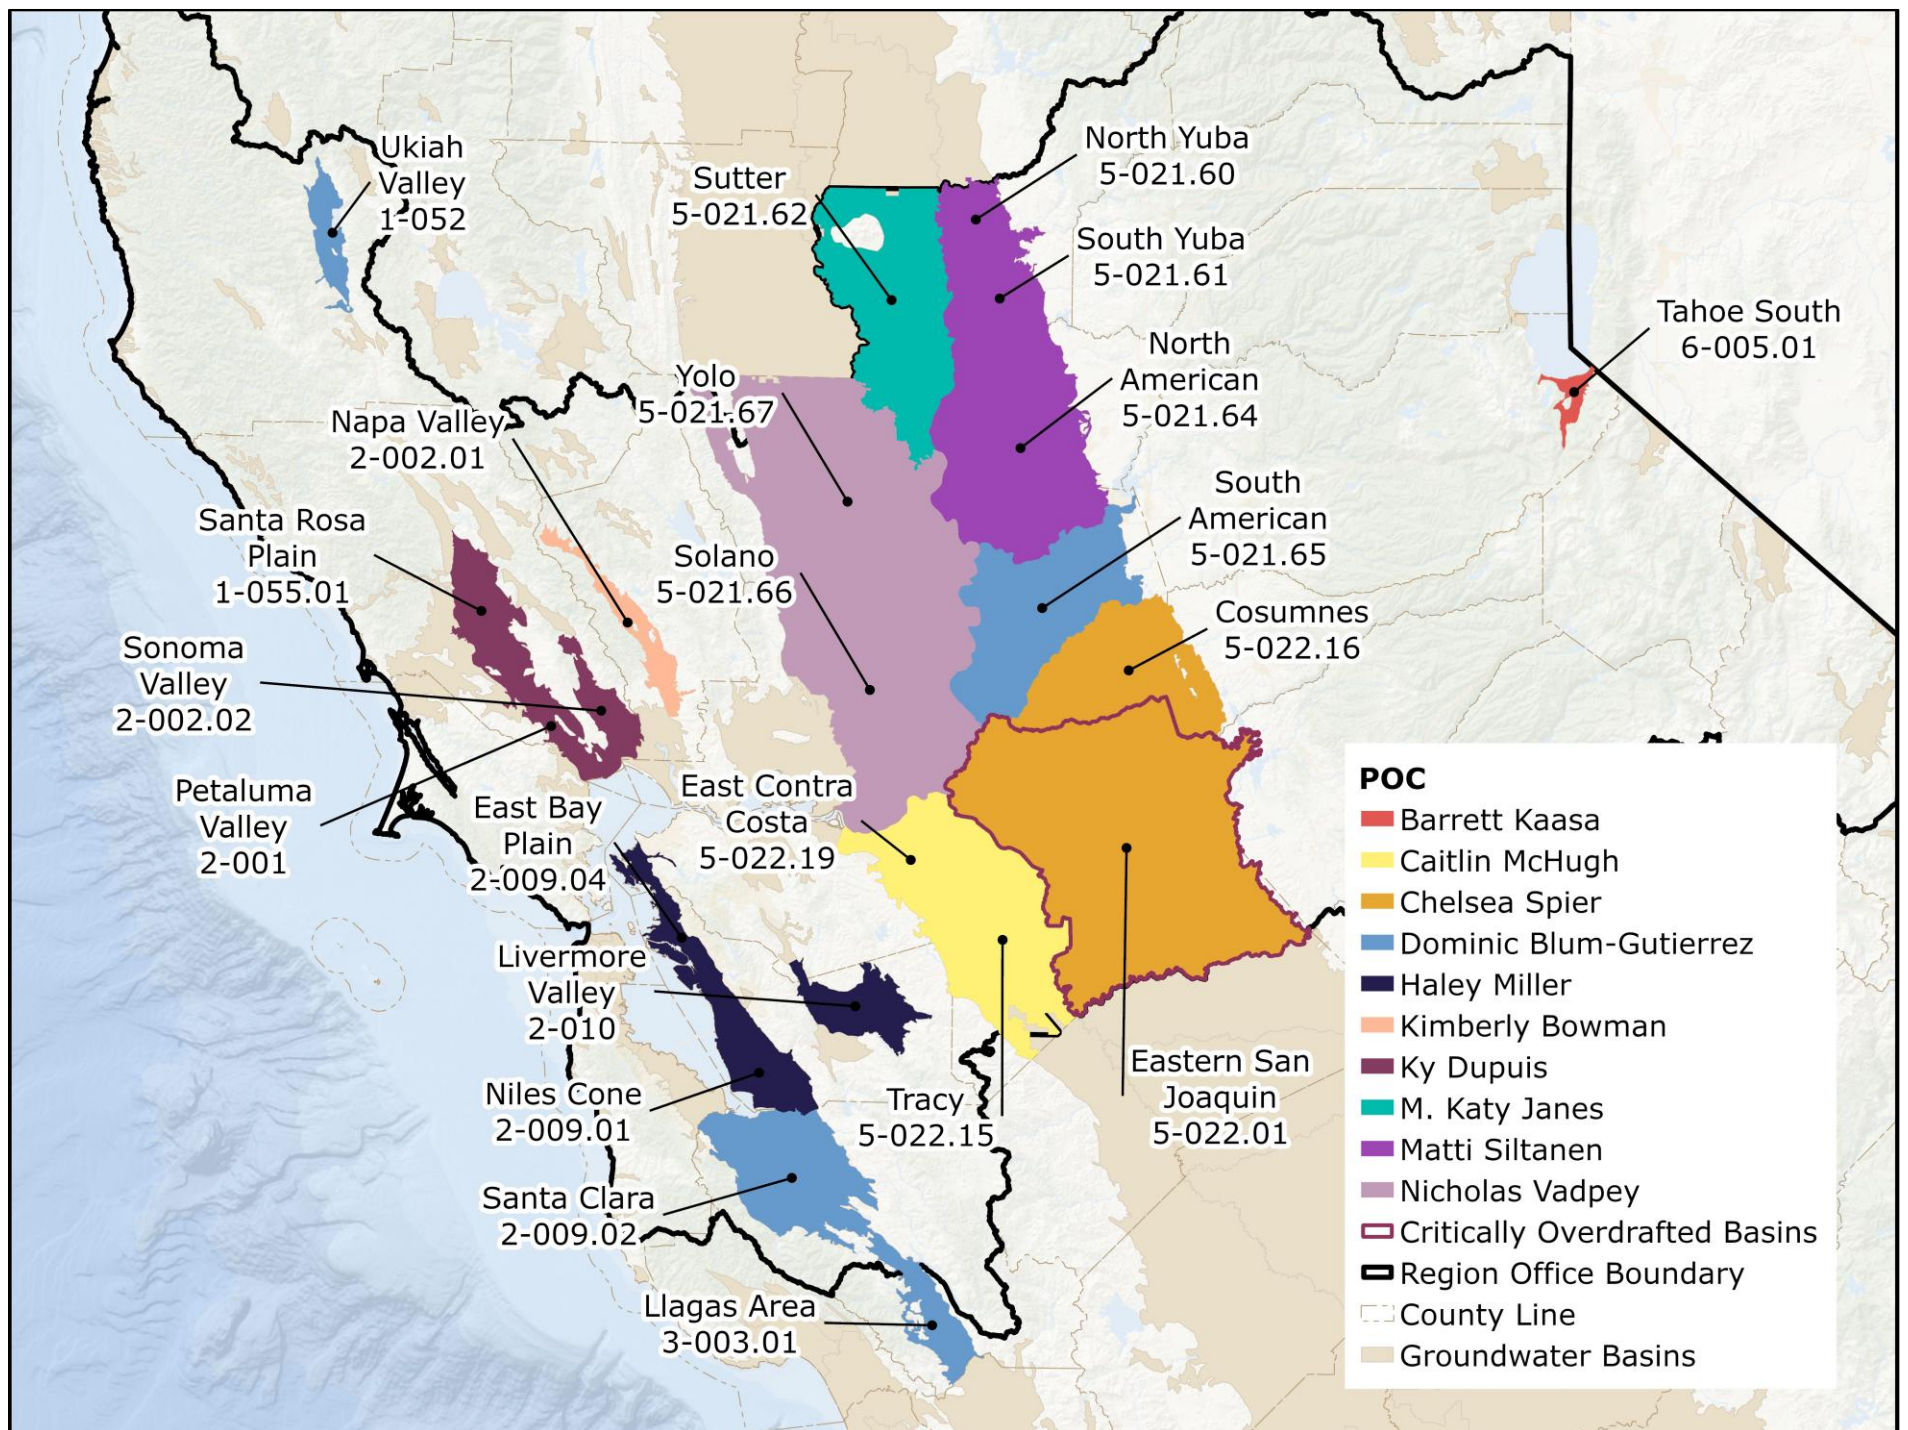 Ukiah
Valley
1-052
Sutter
5-021.62
North Yuba
5-021.60
South Yuba
5-021.61
North
American
5-021.64
Tahoe South
6-005.01
Yolo
5-021.67
Napa Valley
2-002.01
South
American
5-021.65
Santa Rosa
Plain
1-055.01
Solano
5-021.66
Cosumnes
5-022.16
Sonoma
Valley
2-002.02
Petaluma
Valley
2-001
East Bay
Plain
2-009.04
East Contra
Costa
5-022.19
Livermore
Valley
2-010
Niles Cone
2-009.01
Tracy
5-022.15
Eastern San
Joaquin
5-022.01
Santa Clara
2-009.02
Llagas Area
3-003.01
POC
Barrett Kaasa
Caitlin McHugh
Chelsea Spier
Dominic Blum-Gutierrez
Haley Miller
Kimberly Bowman
Ky Dupuis
M. Katy Janes
Matti Siltanen
Nicholas Vadpey
Critically Overdrafted Basins
Region Office Boundary
County Line
Groundwater Basins